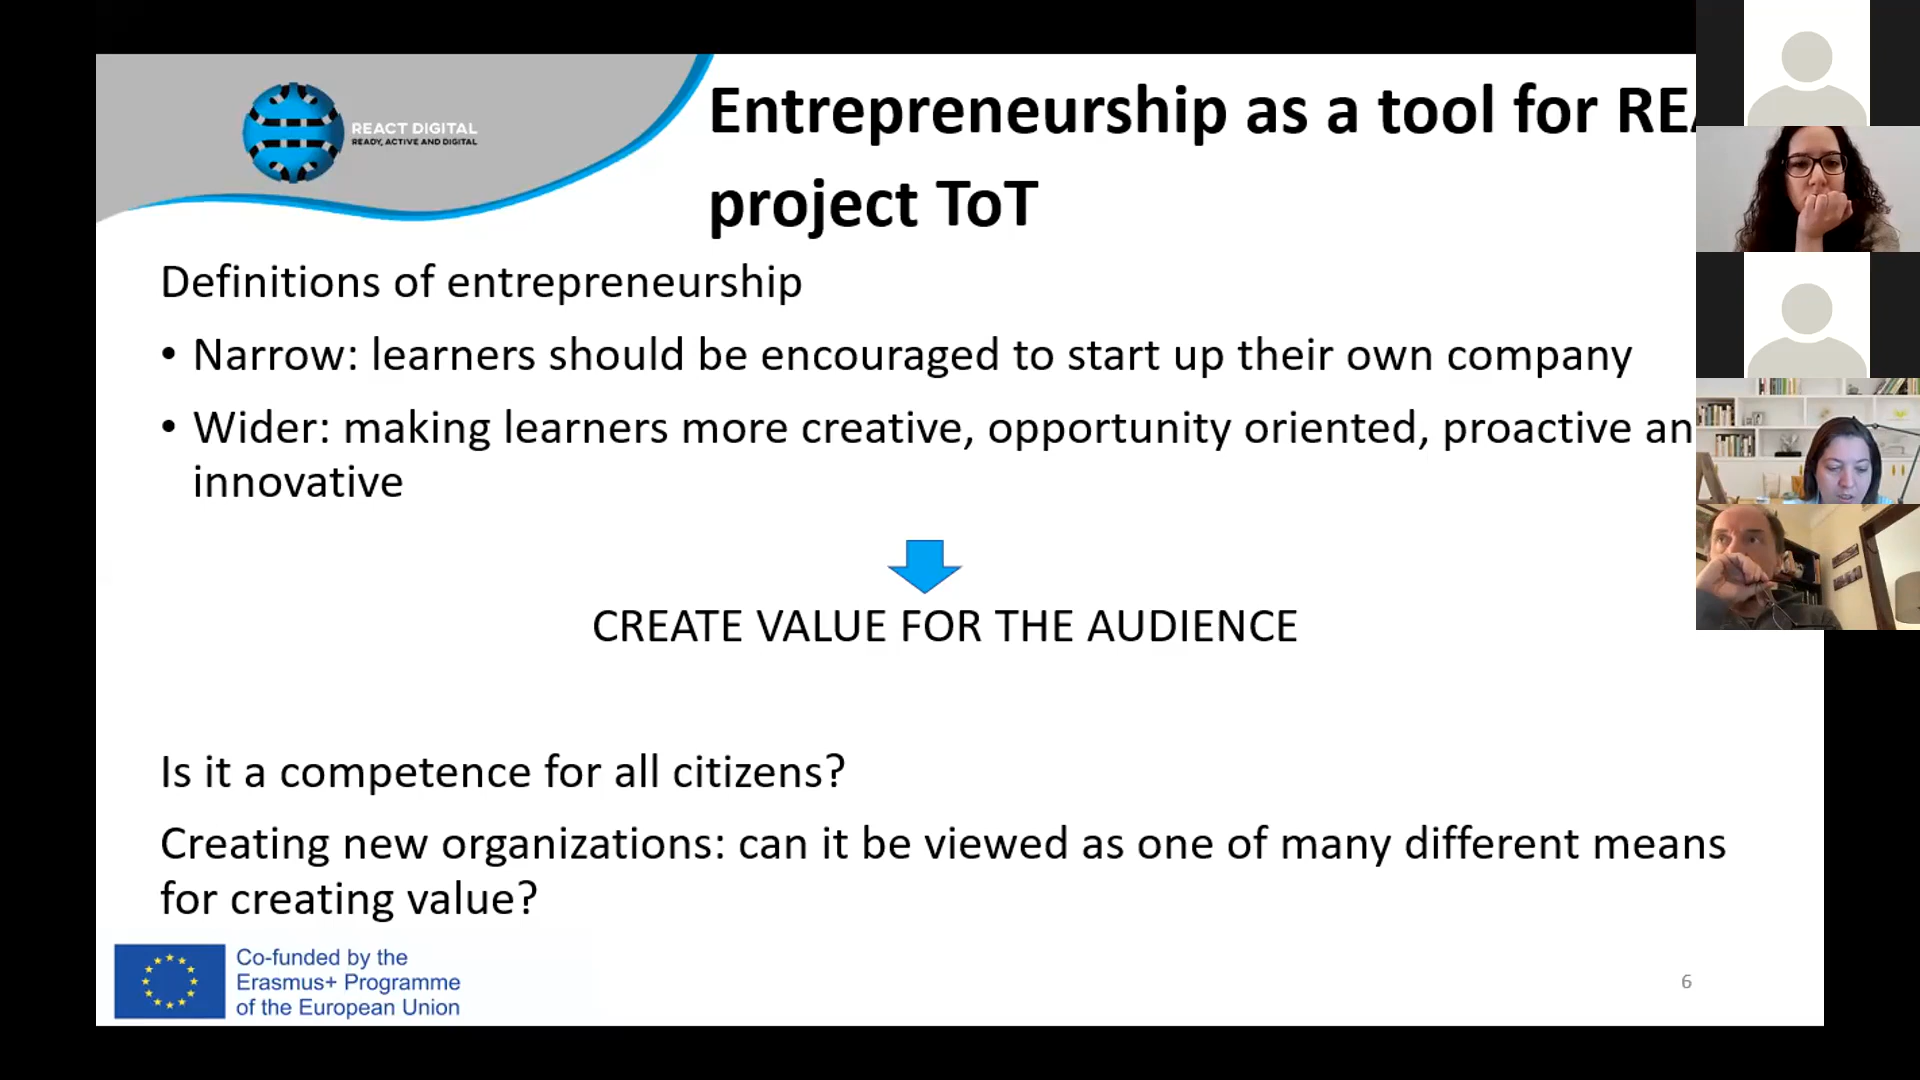 REACT DIGITAL
READY, ACTIVE AND DIGITAL
Entrepreneurship as a tool for
project ToT
Definitions of entrepreneurship
• Narrow: learners should be encouraged to start up their own company
• Wider: making learners more creative, opportunity oriented, proactive an
innovative
CREATE VALUE FOR THE AUDIENCE
Is it a competence for all citizens?
Creating new organizations: can it be viewed as one of many different means
for creating value?
Co-funded by the
Erasmus+ Programme
of the European Union
6